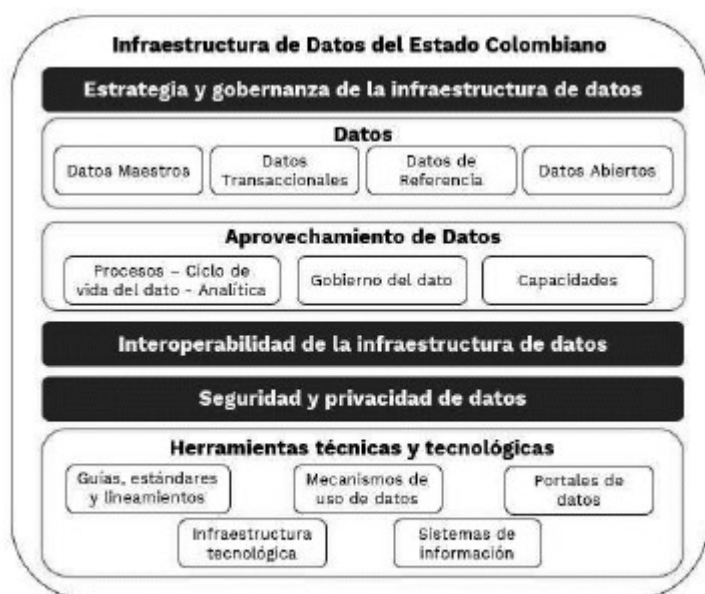 Infraestructura de Datos del Estado Colombiano
Estrategia y gobernanza de la infraestructura de datos
Datos
Datos Maestros
Datos
Transaccionales
Datos de
Referencia
Datos Abiertos
Aprovechamiento de Datos
Procesos – Ciclo de
vida del dato - Analítica
Gobierno del dato
Capacidades
Interoperabilidad de la infraestructura de datos
Seguridad y privacidad de datos
Herramientas técnicas y tecnológicas
Guías, estándares
y lineamientos
Mecanismos de
uso de datos
Portales de
datos
Infraestructura
tecnológica
Sistemas de
información